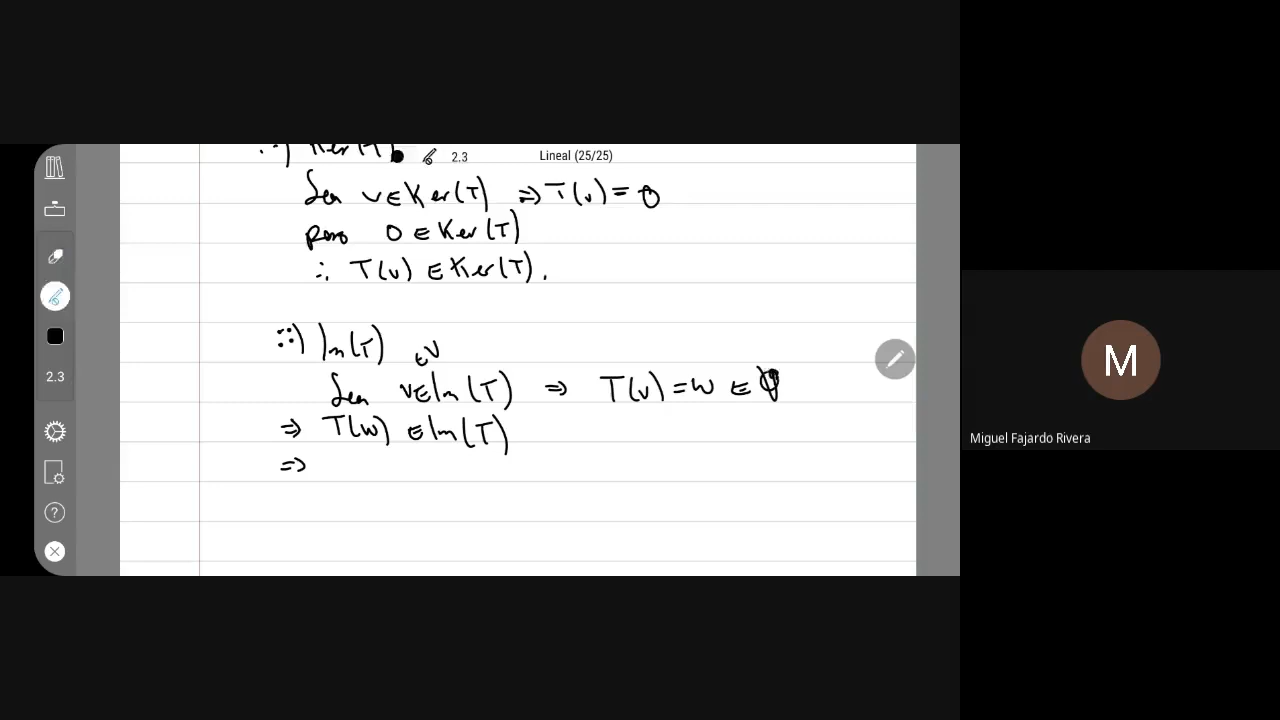 Ker(T)
2.3
Lineal (25/25)
Sea v∈Ker(T) ⇒ T(v) = 0
pero 0 ∈ Ker(T)
∴ T(v) ∈ Ker(T).
Im(T)
∈V
Sea v∈Im(T) ⇒ T(v) = w ∈
⇒ T(w) ∈ Im(T)
⇒
2.3
M
Miguel Fajardo Rivera